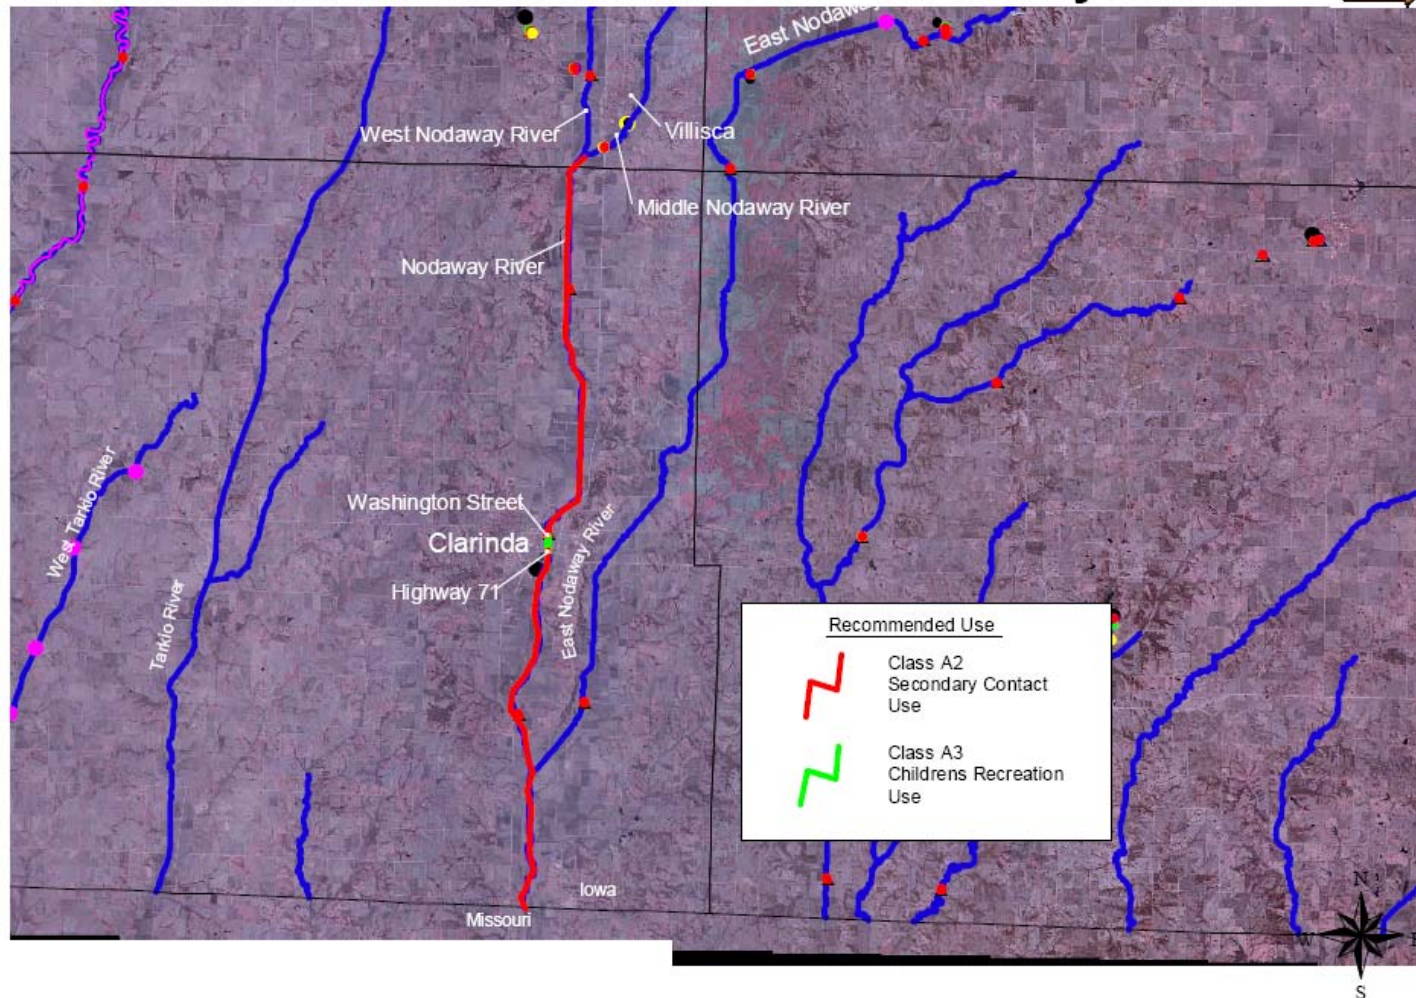 East Nodaway
West Nodaway River
Villisca
Middle Nodaway River
Nodaway River
West Tarkio River
Washington Street
Clarinda
Highway 71
East Nodaway River
Tarkio River
Recommended Use
Class A2
Secondary Contact
Use
Class A3
Childrens Recreation
Use
Iowa
Missouri
N
W
E
S